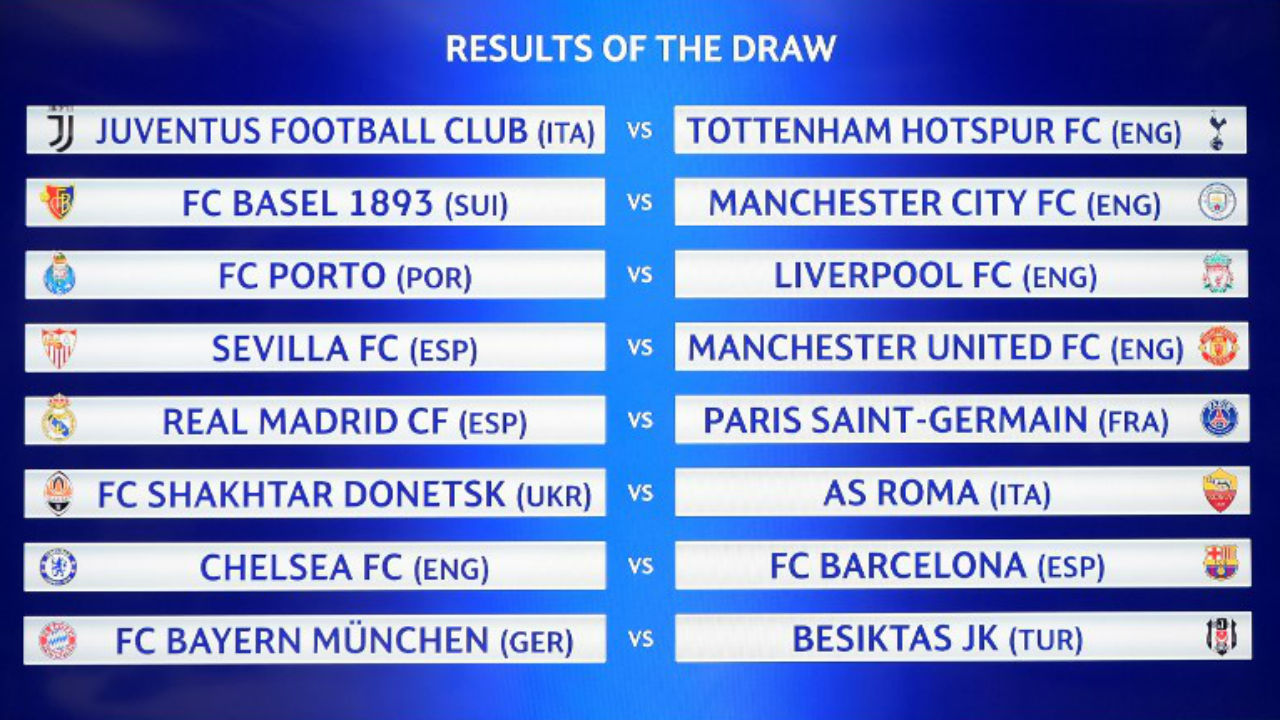 RESULTS OF THE DRAW
JUVENTUS FOOTBALL CLUB (ITA) VS TOTTENHAM HOTSPUR FC (ENG)
FC BASEL 1893 (SUI) VS MANCHESTER CITY FC (ENG)
FC PORTO (POR) VS LIVERPOOL FC (ENG)
SEVILLA FC (ESP) VS MANCHESTER UNITED FC (ENG)
REAL MADRID CF (ESP) VS PARIS SAINT-GERMAIN (FRA)
FC SHAKHTAR DONETSK (UKR) VS AS ROMA (ITA)
CHELSEA FC (ENG) VS FC BARCELONA (ESP)
FC BAYERN MÜNCHEN (GER) VS BESIKTAS JK (TUR)